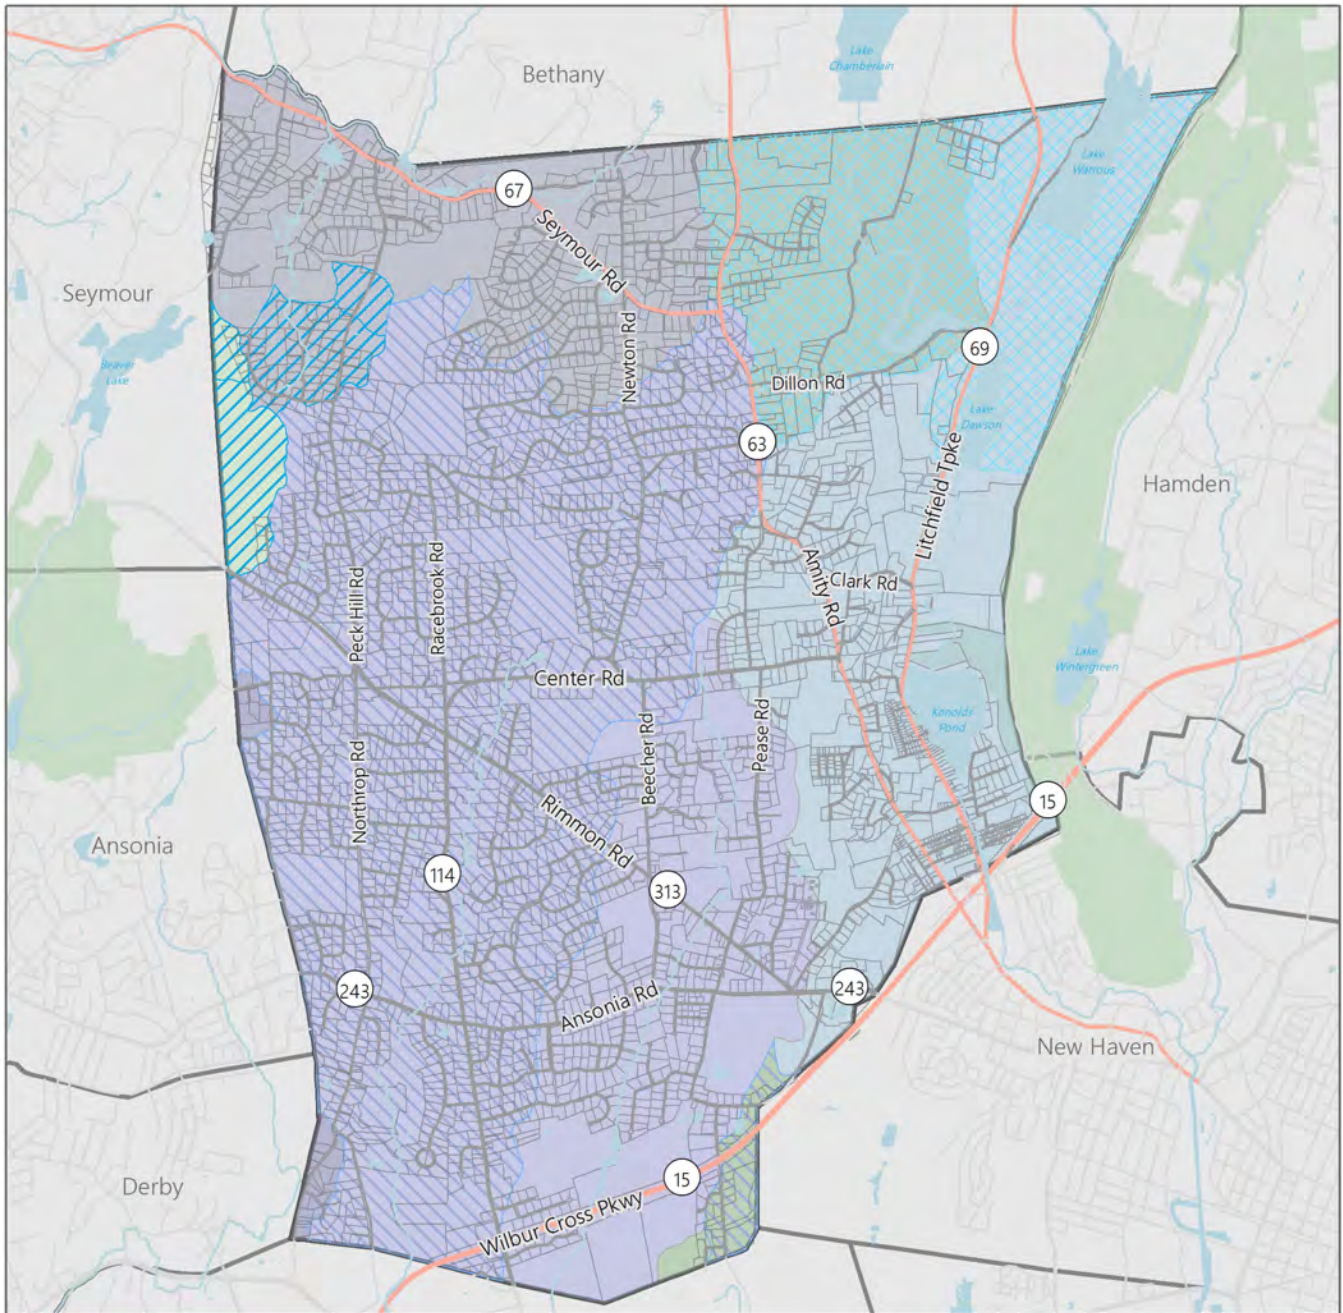 Bethany
Lake
Chamberlain
Lake
Watrous
67
Seymour Rd
Seymour
Newton Rd
69
Beaver
Lake
Dillon Rd
Lake
Dawson
63
Litchfield Tpke
Hamden
Amity Rd
Clark Rd
Peck Hill Rd
Racebrook Rd
Lake
Wintergreen
Center Rd
Konolds
Pond
Beecher Rd
Pease Rd
Northrop Rd
15
Rimmon Rd
Ansonia
114
313
243
Ansonia Rd
243
New Haven
Derby
15
Wilbur Cross Pkwy